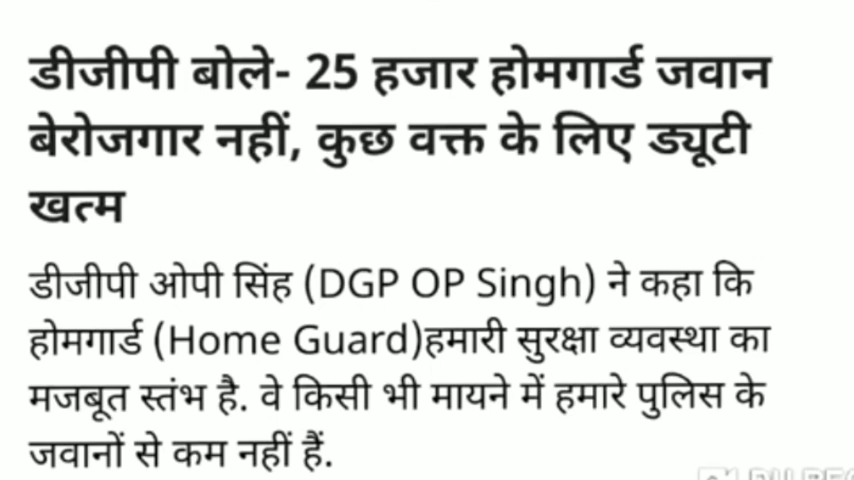 डीजीपी बोले- 25 हजार होमगार्ड जवान
बेरोजगार नहीं, कुछ वक्त के लिए ड्यूटी
खत्म
डीजीपी ओपी सिंह (DGP OP Singh) ने कहा कि
होमगार्ड (Home Guard)हमारी सुरक्षा व्यवस्था का
मजबूत स्तंभ है. वे किसी भी मायने में हमारे पुलिस के
जवानों से कम नहीं हैं.